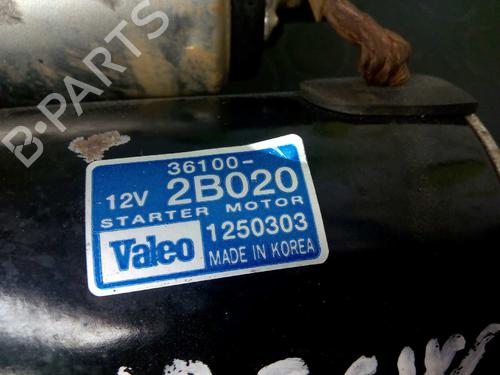 B-PARTS
36100-
12V 2B020
STARTER MOTOR
Valeo 1250303
MADE IN KOREA